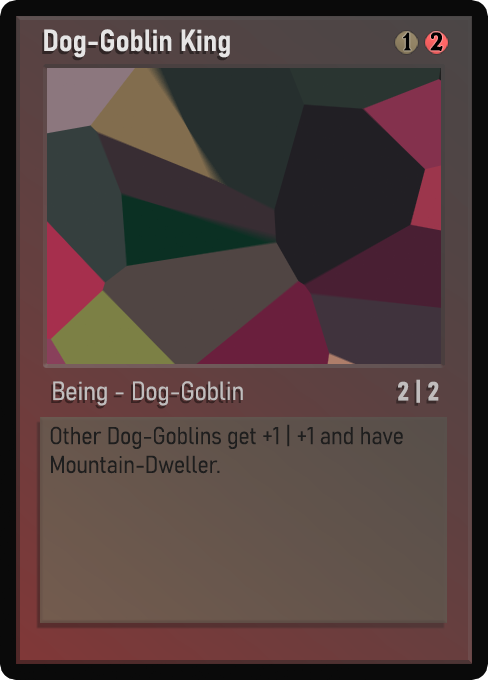 Dog-Goblin King 1 2
Being - Dog-Goblin 2|2
Other Dog-Goblins get +1 | +1 and have
Mountain-Dweller.